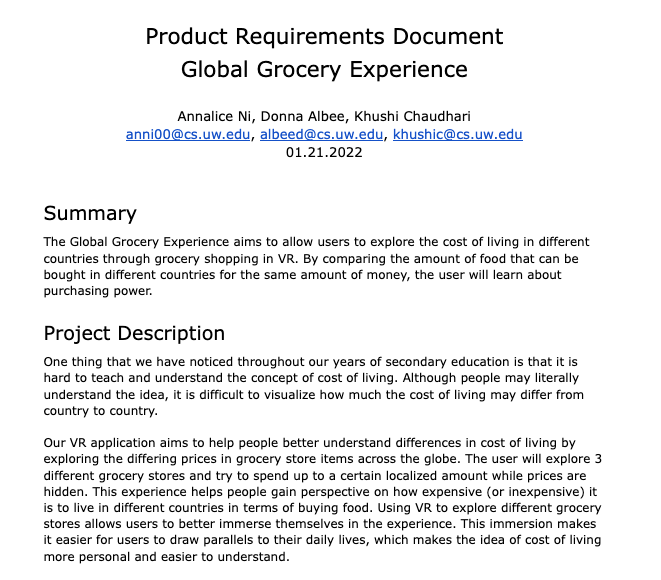 Product Requirements Document
Global Grocery Experience
Annalice Ni, Donna Albee, Khushi Chaudhari
anni00@cs.uw.edu, albeed@cs.uw.edu, khushic@cs.uw.edu
01.21.2022
Summary
The Global Grocery Experience aims to allow users to explore the cost of living in different
countries through grocery shopping in VR. By comparing the amount of food that can be
bought in different countries for the same amount of money, the user will learn about
purchasing power.
Project Description
One thing that we have noticed throughout our years of secondary education is that it is
hard to teach and understand the concept of cost of living. Although people may literally
understand the idea, it is difficult to visualize how much the cost of living may differ from
country to country.
Our VR application aims to help people better understand differences in cost of living by
exploring the differing prices in grocery store items across the globe. The user will explore 3
different grocery stores and try to spend up to a certain localized amount while prices are
hidden. This experience helps people gain perspective on how expensive (or inexpensive) it
is to live in different countries in terms of buying food. Using VR to explore different grocery
stores allows users to better immerse themselves in the experience. This immersion makes
it easier for users to draw parallels to their daily lives, which makes the idea of cost of living
more personal and easier to understand.